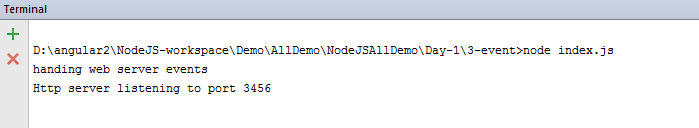 Terminal
D:\angular2\NodeJS-workspace\Demo\AllDemo\NodeJSAllDemo\Day-1\3-event>node index.js
handing web server events
Http server listening to port 3456